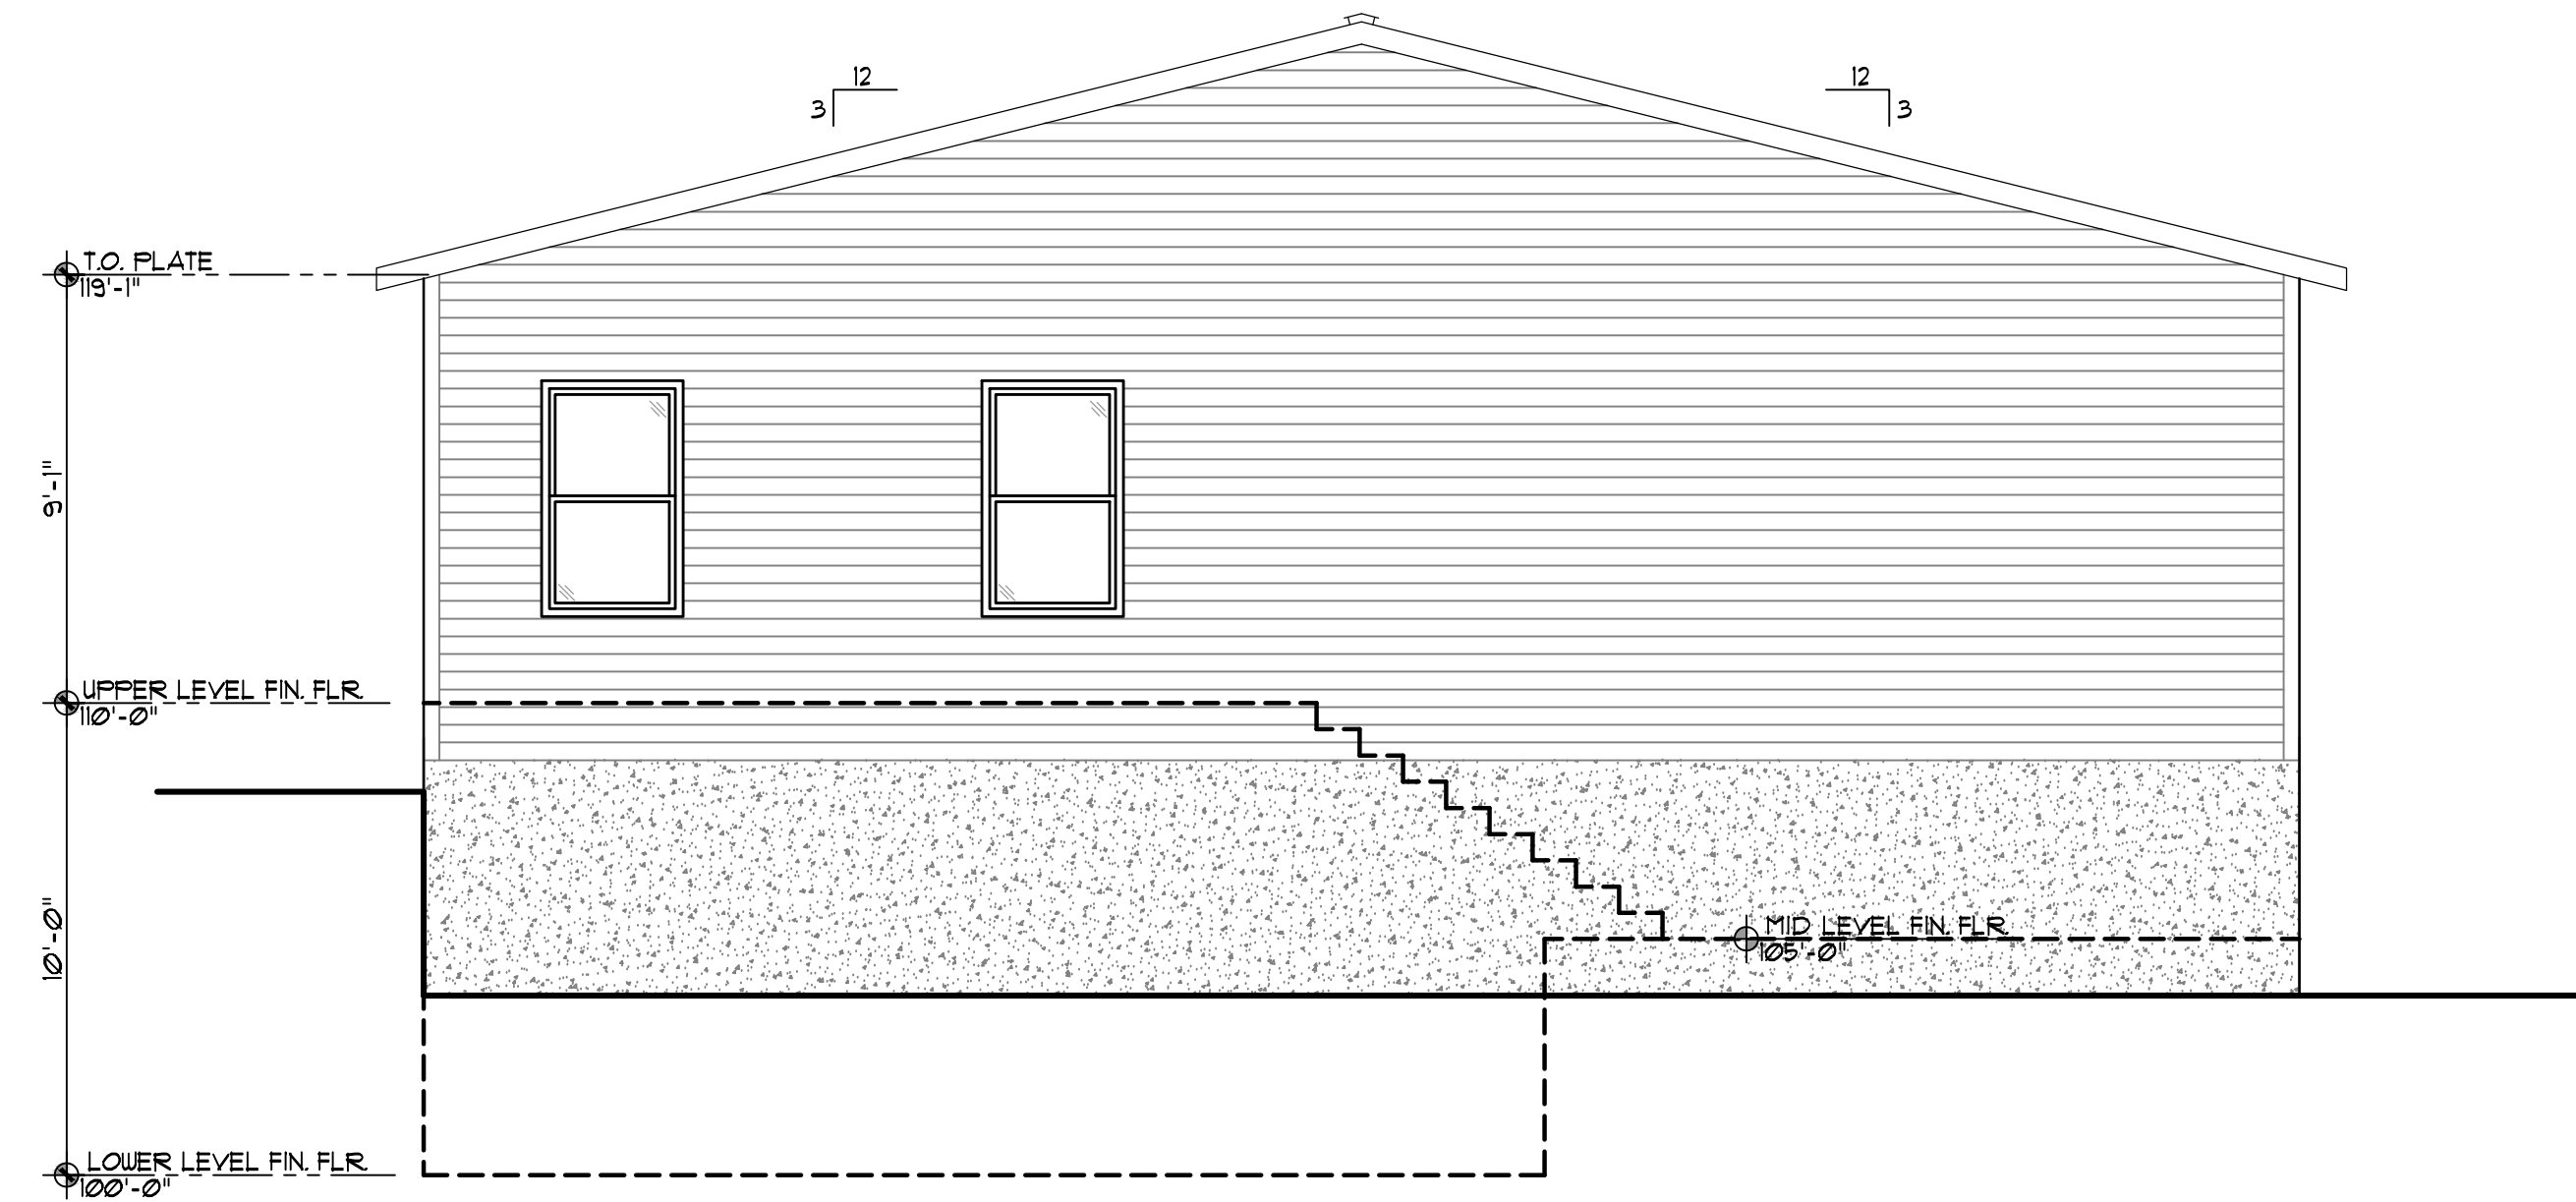 12
3
12
3
T.O. PLATE
119'-1"
9'-1"
UPPER LEVEL FIN. FLR.
110'-0"
10'-0"
MID LEVEL FIN. FLR.
105'-0"
LOWER LEVEL FIN. FLR.
100'-0"